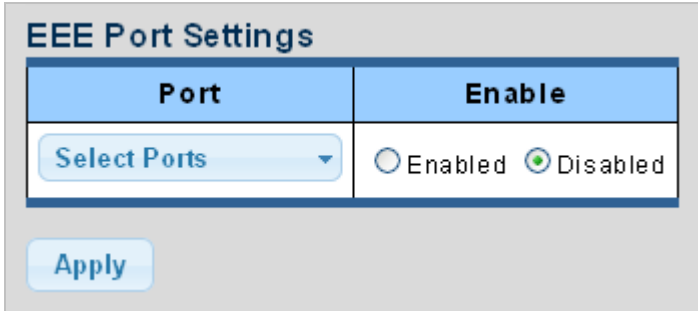 EEE Port Settings
Port Enable
Select Ports Enabled Disabled
Apply